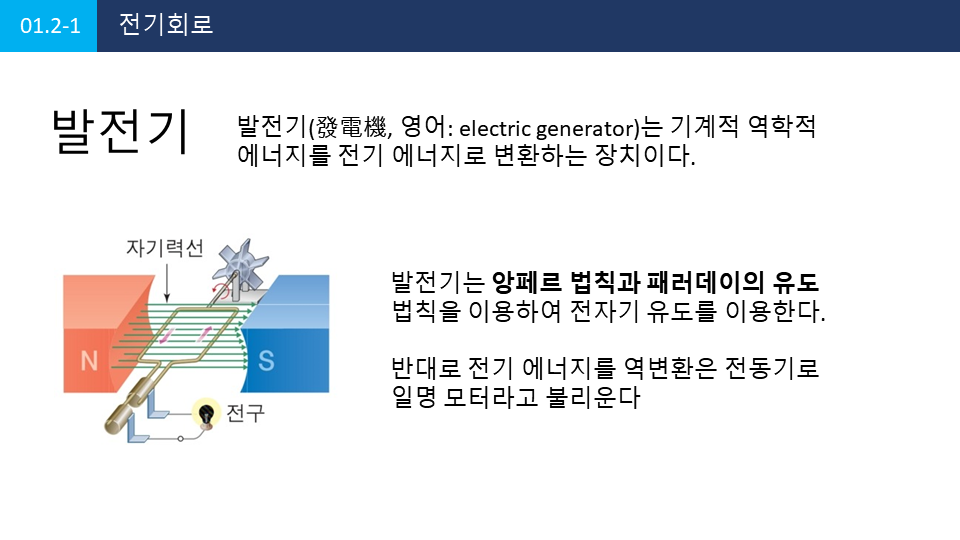 01.2-1 전기회로
발전기
발전기(發電機, 영어: electric generator)는 기계적 역학적
에너지를 전기 에너지로 변환하는 장치이다.
자기력선
N
S
전구
발전기는 앙페르 법칙과 패러데이의 유도
법칙을 이용하여 전자기 유도를 이용한다.
반대로 전기 에너지를 역변환은 전동기로
일명 모터라고 불리운다